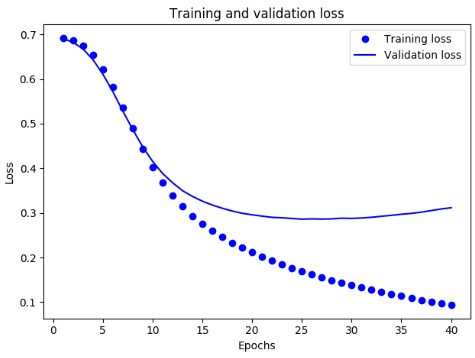 Training and validation loss
Training loss
Validation loss
0.7
0.6
0.5
0.4
0.3
0.2
0.1
Loss
0 5 10 15 20 25 30 35 40
Epochs